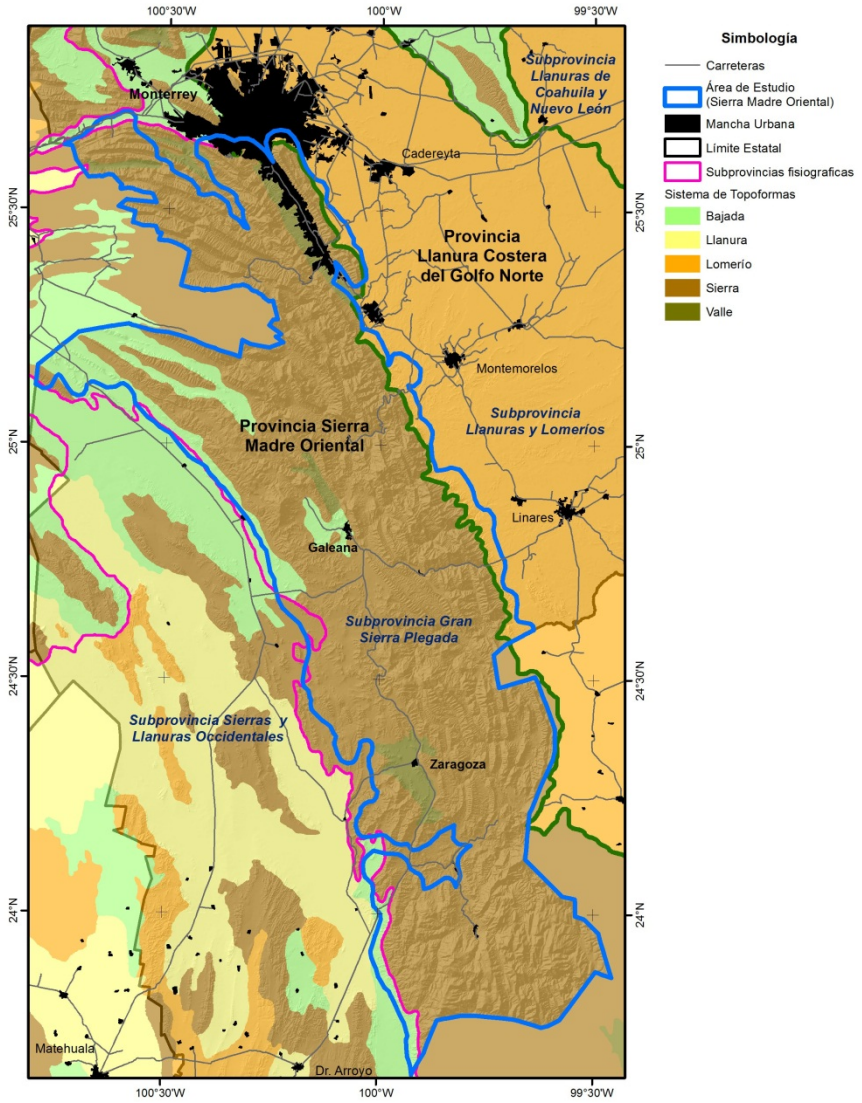 100°30'W
100°0'W
99°30'W
Simbología
Carreteras
Área de Estudio
(Sierra Madre Oriental)
Mancha Urbana
Límite Estatal
Subprovincias fisiograficas
Sistema de Topoformas
Bajada
Llanura
Lomerío
Sierra
Valle
Subprovincia
Llanuras de
Coahuila y
Nuevo León
Monterrey
Cadereyta
25°30'N
25°30'N
Provincia
Llanura Costera
del Golfo Norte
Montemorelos
Subprovincia
Llanuras y Lomeríos
Provincia Sierra
Madre Oriental
25°N
25°N
Linares
Galeana
Subprovincia Gran
Sierra Plegada
24°30'N
24°30'N
Subprovincia Sierras y
Llanuras Occidentales
Zaragoza
24°N
24°N
Matehuala
Dr. Arroyo
100°30'W
100°0'W
99°30'W